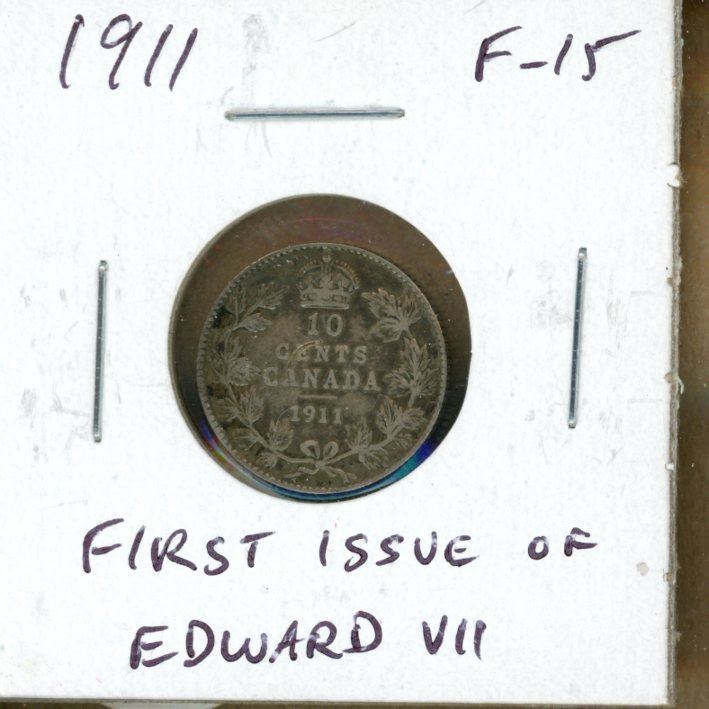 1911 F-15
10
CENTS
CANADA
1911
FIRST ISSUE OF
EDWARD VII